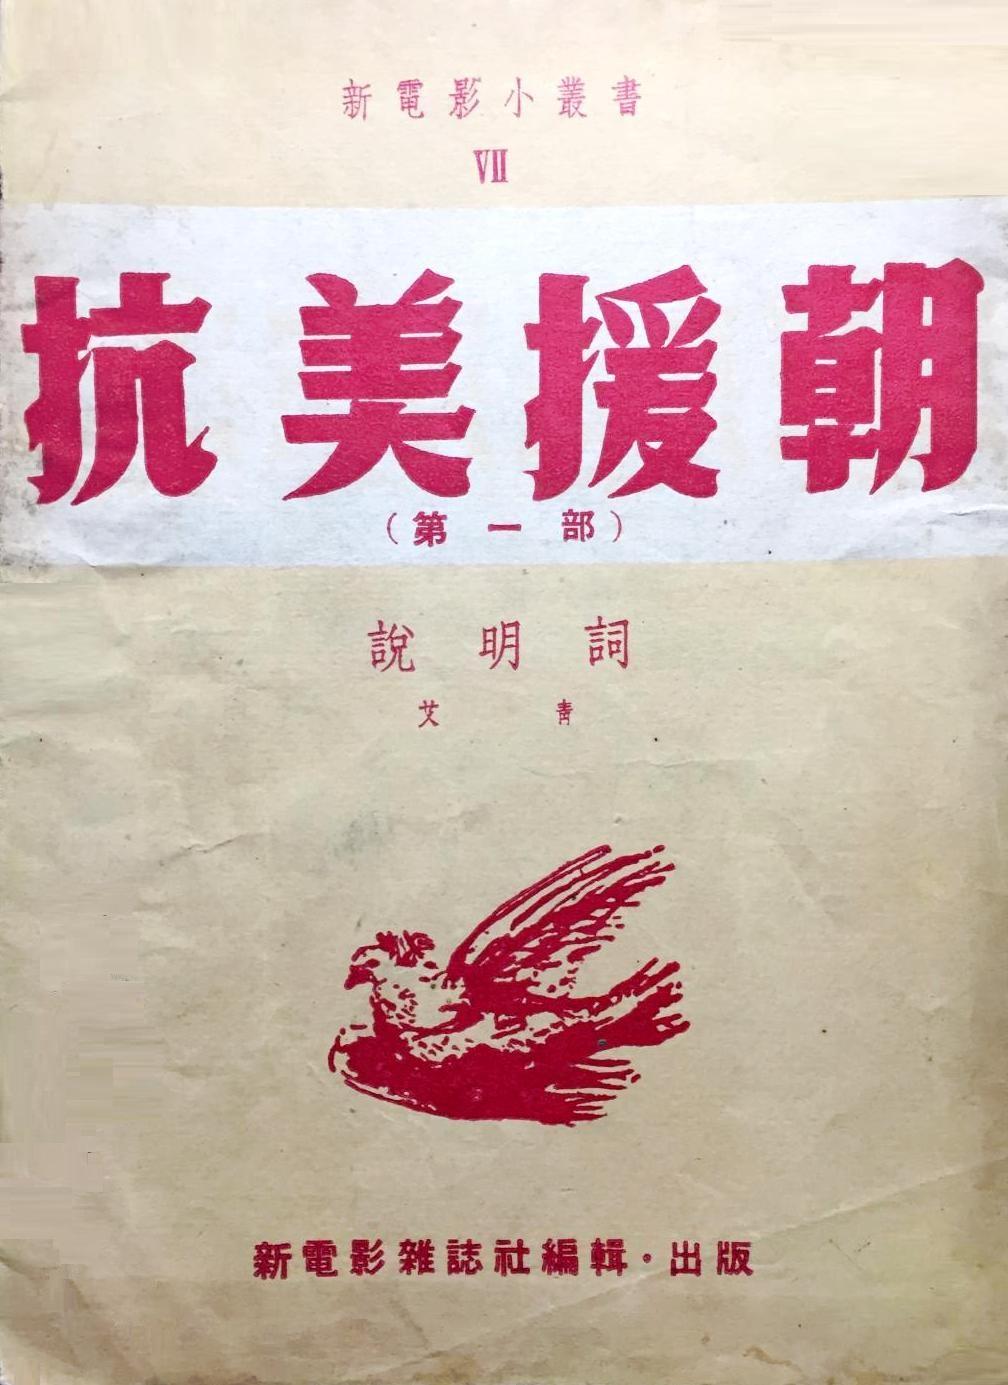 新電影小叢書
VII
抗美援朝
（第一部）
說明詞
艾青
新電影雜誌社編輯·出版